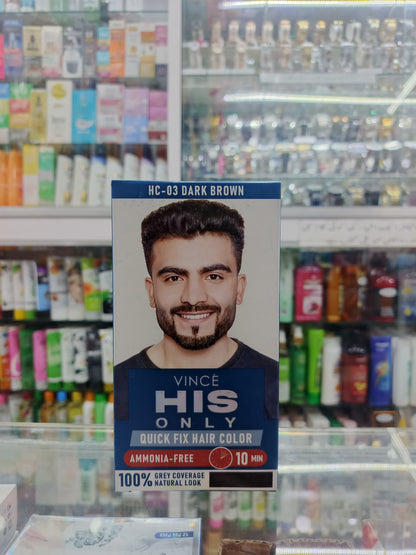 HC-03 DARK BROWN
VINCÉ
HIS
ONLY
QUICK FIX HAIR COLOR
AMMONIA-FREE 10 MIN
100% GREY COVERAGE
NATURAL LOOK